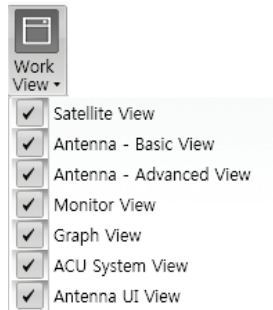 Work
View
Satellite View
Antenna - Basic View
Antenna - Advanced View
Monitor View
Graph View
ACU System View
Antenna UI View